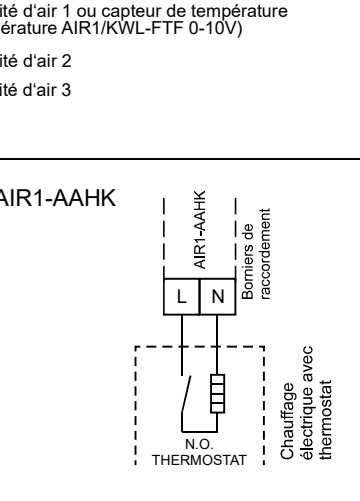 ité d'air 1 ou capteur de température
érature AIR1/KWL-FTF 0-10V)
ité d'air 2
ité d'air 3
AIR1-AAHK
AIR1-AAHK
Borniers de
raccordement
L N
N.O.
THERMOSTAT
Chauffage
électrique avec
thermostat